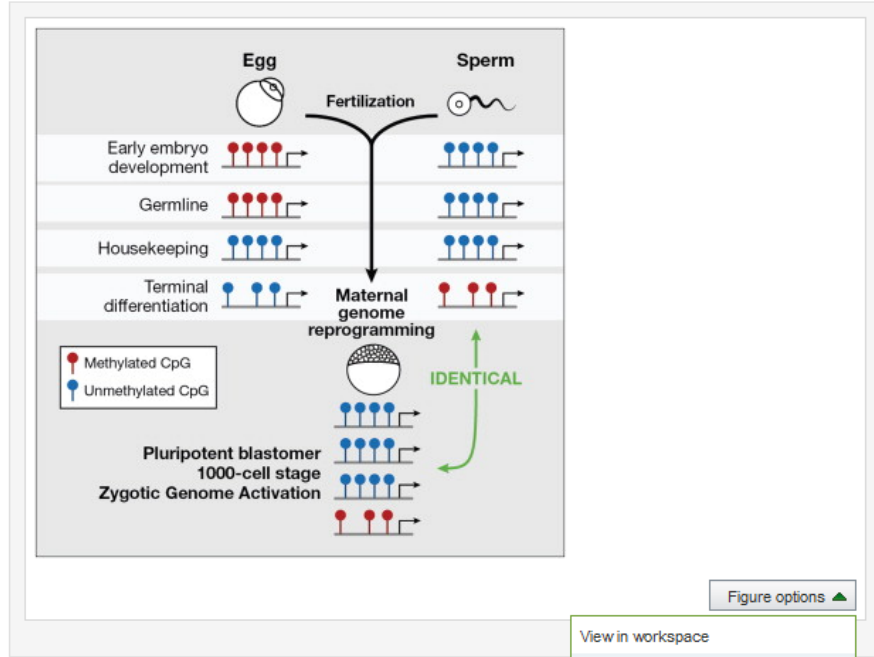 Egg
Sperm
Fertilization
Early embryo
development
Germline
Housekeeping
Terminal
differentiation
Maternal
genome
reprogramming
Methylated CpG
Unmethylated CpG
IDENTICAL
Pluripotent blastomer
1000-cell stage
Zygotic Genome Activation
Figure options
View in workspace